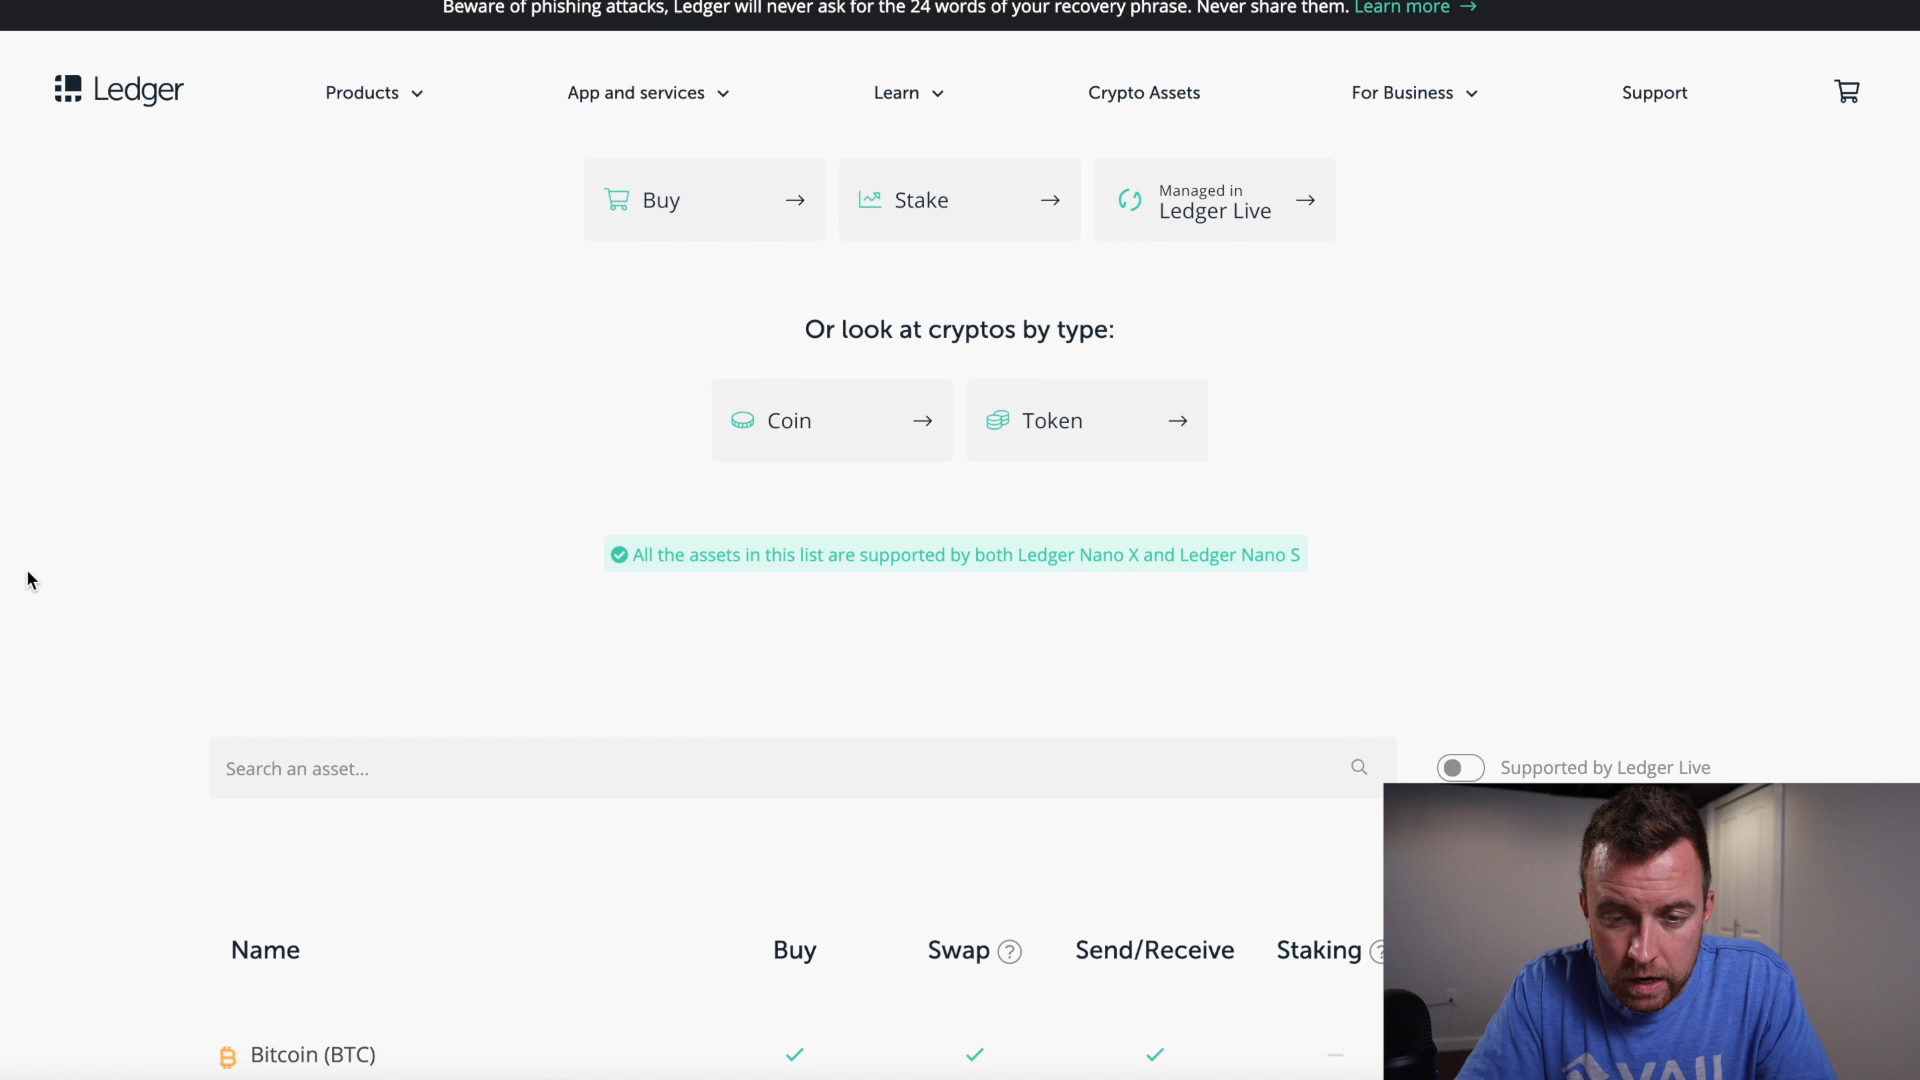 Beware of phishing attacks, Ledger will never ask for the 24 words of your recovery phrase. Never share them. Learn more →
Ledger
Products
App and services
Learn
Crypto Assets
For Business
Support
Buy →
Stake →
Managed in
Ledger Live →
Or look at cryptos by type:
Coin →
Token →
All the assets in this list are supported by both Ledger Nano X and Ledger Nano S
Search an asset...
Supported by Ledger Live
Name
Buy
Swap ?
Send/Receive
Staking ?
Bitcoin (BTC)
VAIL